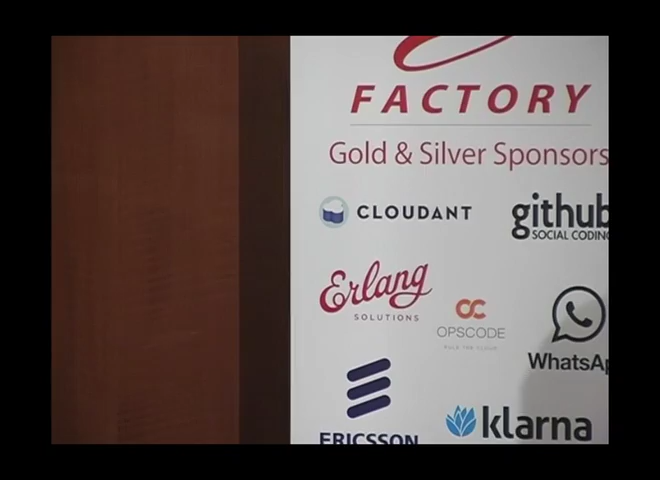 FACTORY
Gold & Silver Sponsors
CLOUDANT
github
SOCIAL CODING
Erlang
SOLUTIONS
OPSCODE
WhatsAp
ERICSSON
klarna